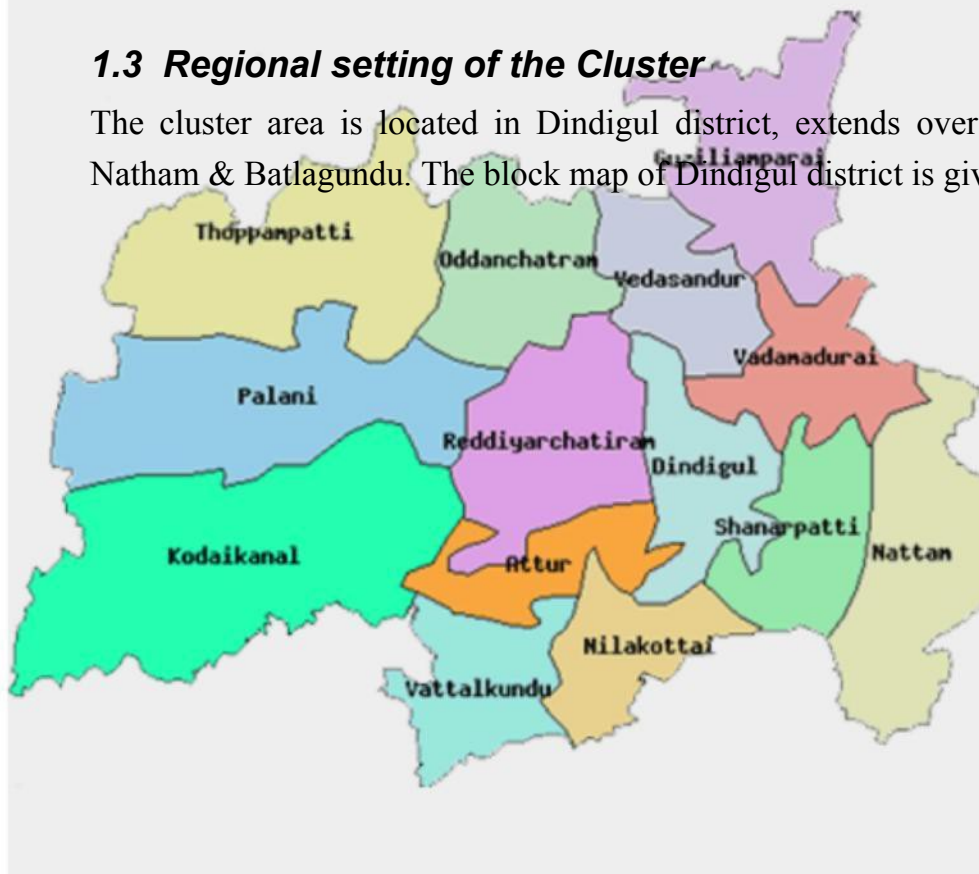 1.3 Regional setting of the Cluster
The cluster area is located in Dindigul district, extends over
Natham & Batlagundu. The block map of Dindigul district is giv
Guziliamparai
Thoppampatti
Oddanchatram
Vedasandur
Vadamadurai
Palani
Reddiyarchatiram
Dindigul
Shanarpatti
Nattam
Kodaikanal
Attur
Nilakottai
Vattalkundu